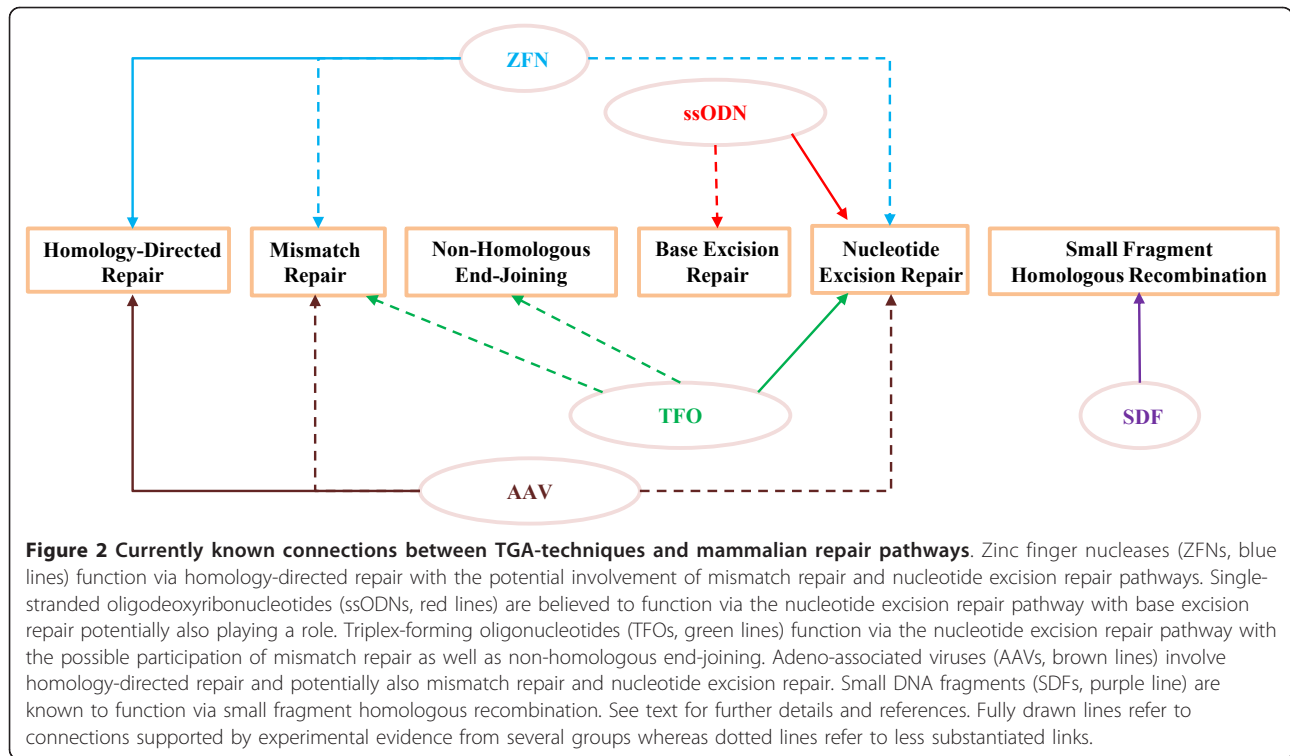 ZFN
ssODN
Homology-Directed
Repair
Mismatch
Repair
Non-Homologous
End-Joining
Base Excision
Repair
Nucleotide
Excision Repair
Small Fragment
Homologous Recombination
TFO
SDF
AAV
Figure 2 Currently known connections between TGA-techniques and mammalian repair pathways. Zinc finger nucleases (ZFNs, blue
lines) function via homology-directed repair with the potential involvement of mismatch repair and nucleotide excision repair pathways. Single-
stranded oligodeoxyribonucleotides (ssODNs, red lines) are believed to function via the nucleotide excision repair pathway with base excision
repair potentially also playing a role. Triplex-forming oligonucleotides (TFOs, green lines) function via the nucleotide excision repair pathway with
the possible participation of mismatch repair as well as non-homologous end-joining. Adeno-associated viruses (AAVs, brown lines) involve
homology-directed repair and potentially also mismatch repair and nucleotide excision repair. Small DNA fragments (SDFs, purple line) are
known to function via small fragment homologous recombination. See text for further details and references. Fully drawn lines refer to
connections supported by experimental evidence from several groups whereas dotted lines refer to less substantiated links.